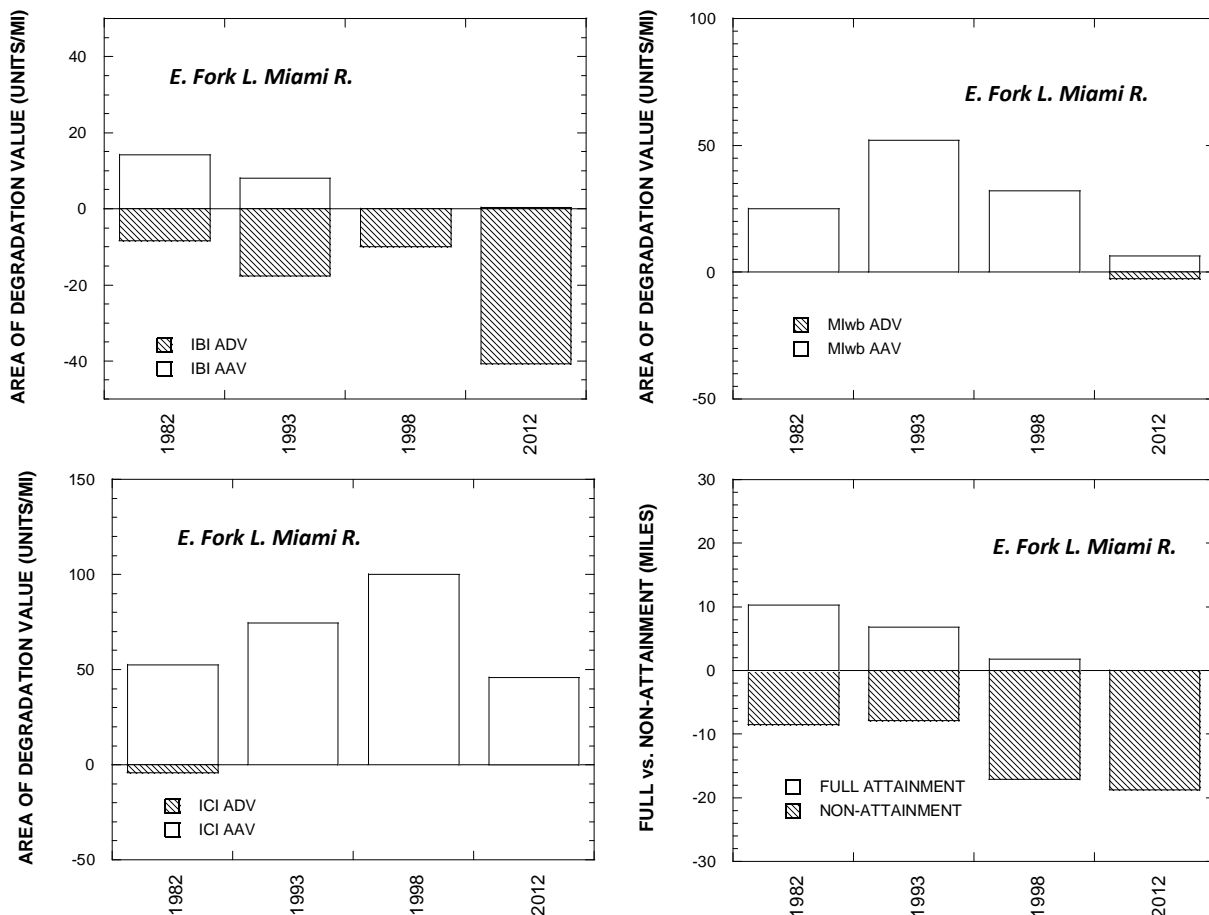 AREA OF DEGRADATION VALUE (UNITS/MI)
40
20
0
-20
-40
E. Fork L. Miami R.
IBI ADV
IBI AAV
1982
1993
1998
2012
AREA OF DEGRADATION VALUE (UNITS/MI)
100
50
0
-50
E. Fork L. Miami R.
MIwb ADV
MIwb AAV
1982
1993
1998
2012
AREA OF DEGRADATION VALUE (UNITS/MI)
150
100
50
0
-50
E. Fork L. Miami R.
ICI ADV
ICI AAV
1982
1993
1998
2012
FULL vs. NON-ATTAINMENT (MILES)
30
20
10
0
-10
-20
-30
E. Fork L. Miami R.
FULL ATTAINMENT
NON-ATTAINMENT
1982
1993
1998
2012